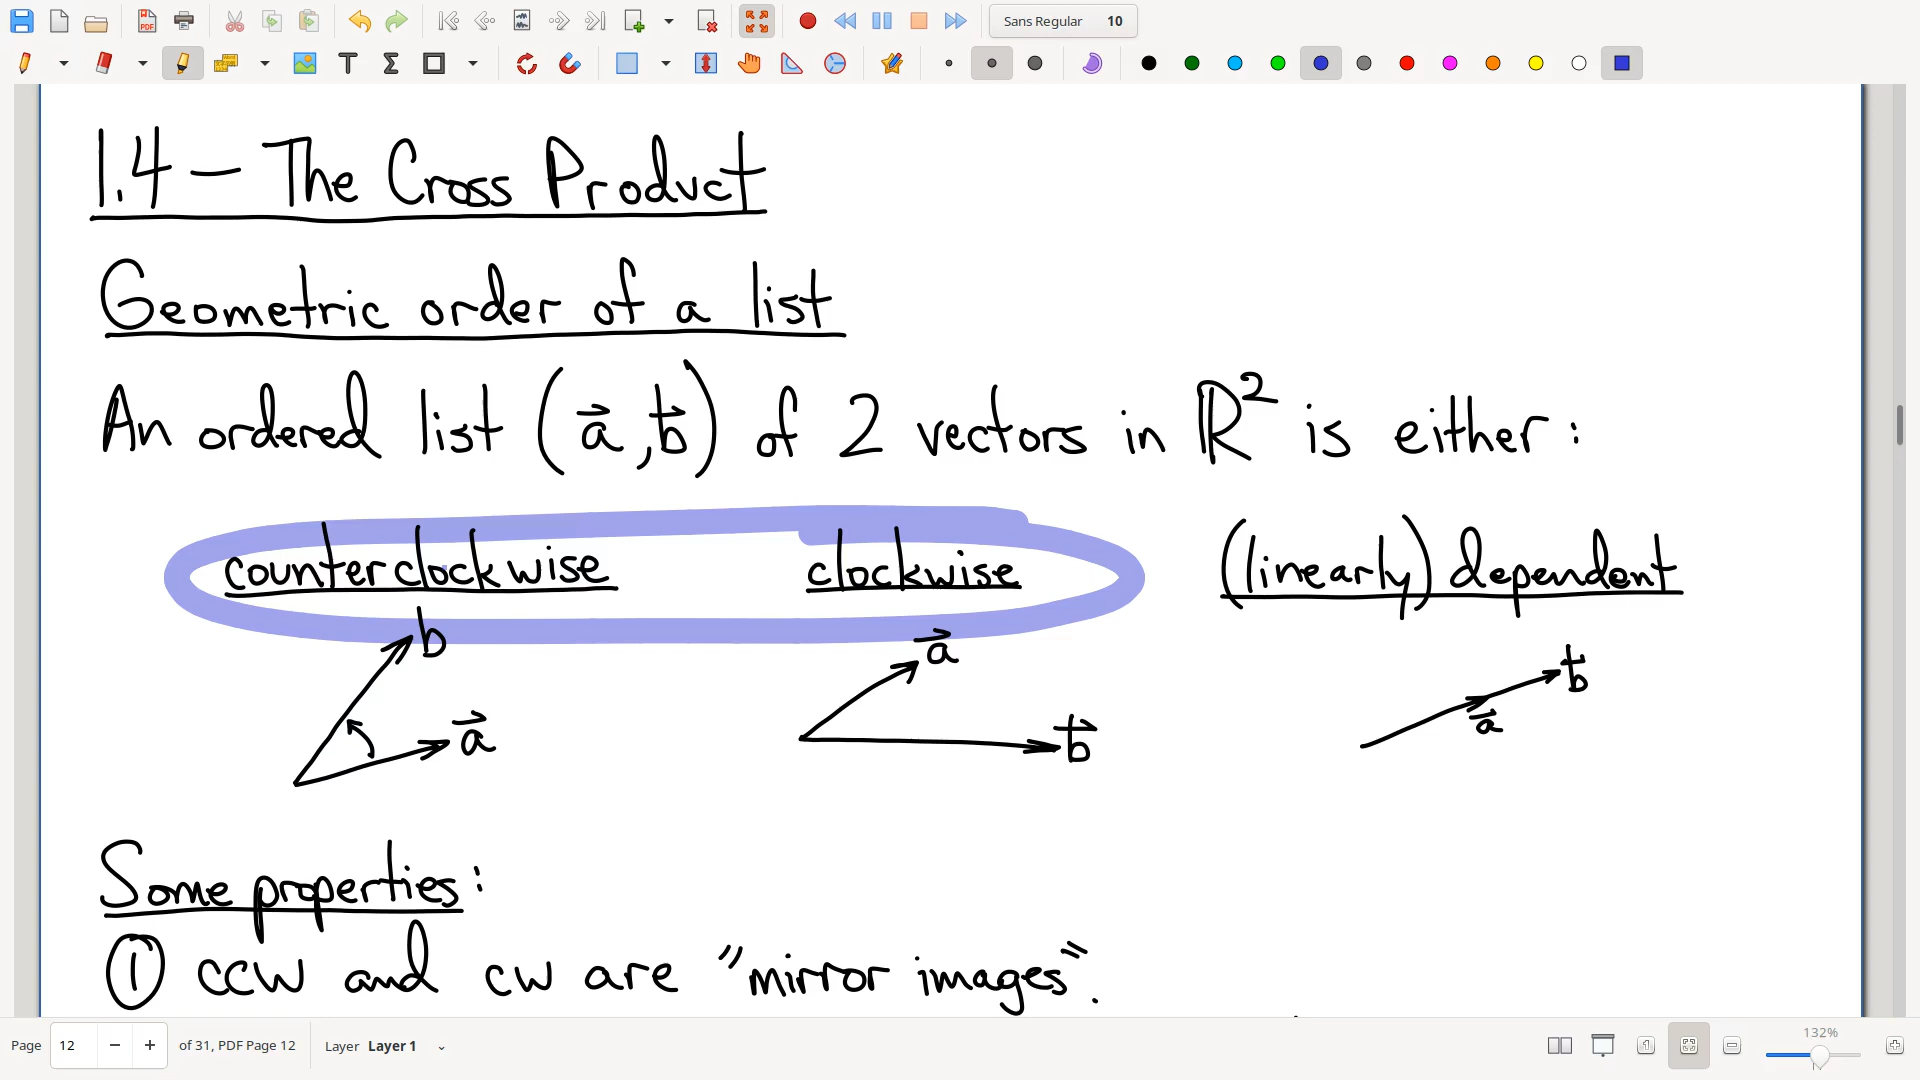 Sans Regular 10
1.4 – The Cross Product
Geometric order of a list
An ordered list (a⃗, b⃗) of 2 vectors in ℝ² is either:
counterclockwise clockwise (linearly) dependent
b a⃗ b⃗
a⃗ b⃗ a⃗
Some properties:
① ccw and cw are "mirror images".
Page 12 − + of 31, PDF Page 12 Layer Layer 1 132%